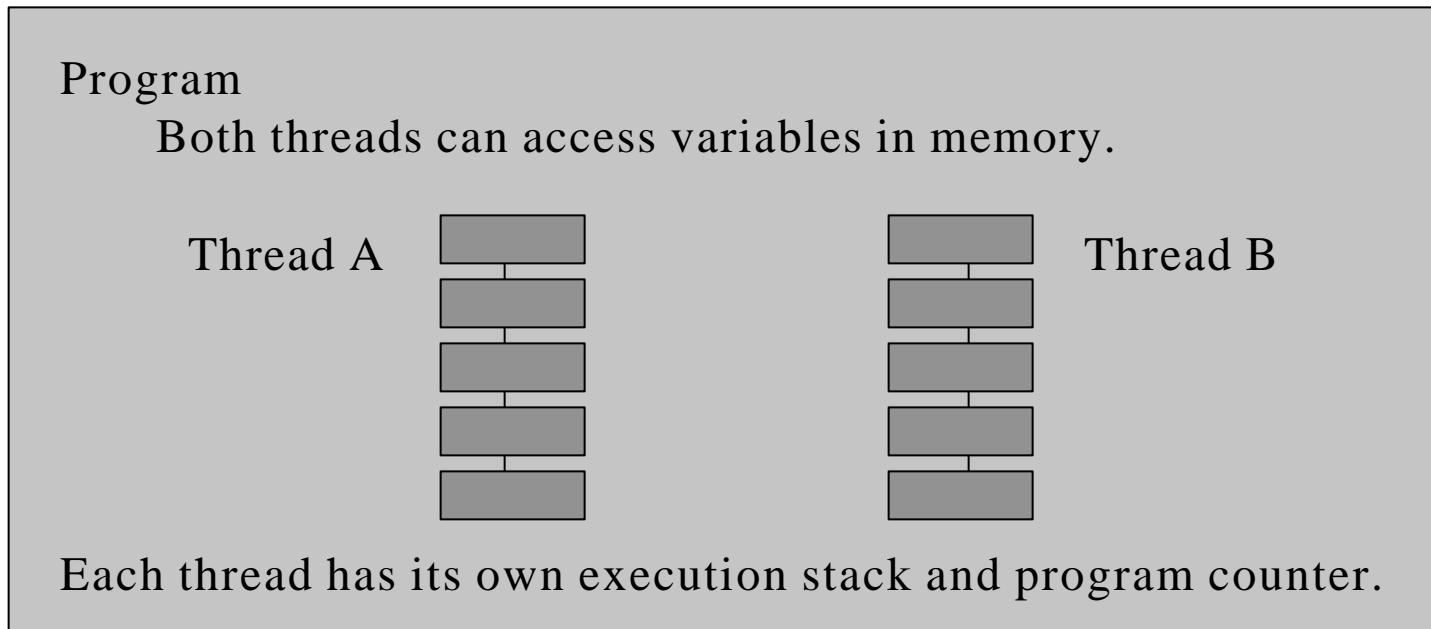 Program
Both threads can access variables in memory.
Thread A
Thread B
Each thread has its own execution stack and program counter.